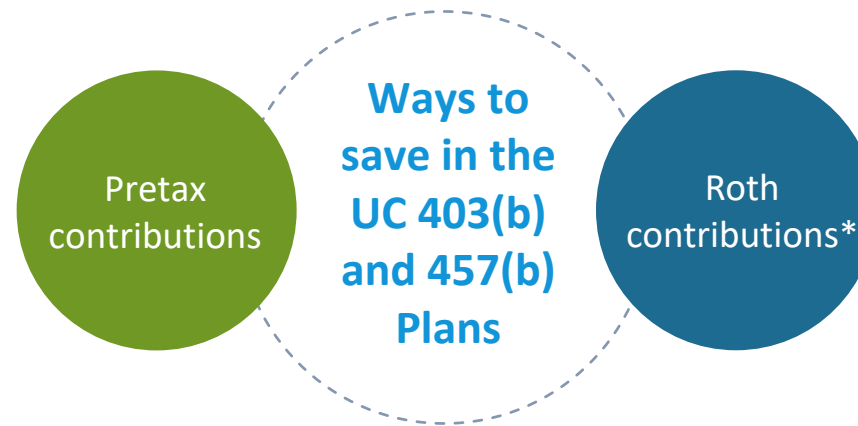 Pretax
contributions
Ways to
save in the
UC 403(b)
and 457(b)
Plans
Roth
contributions*